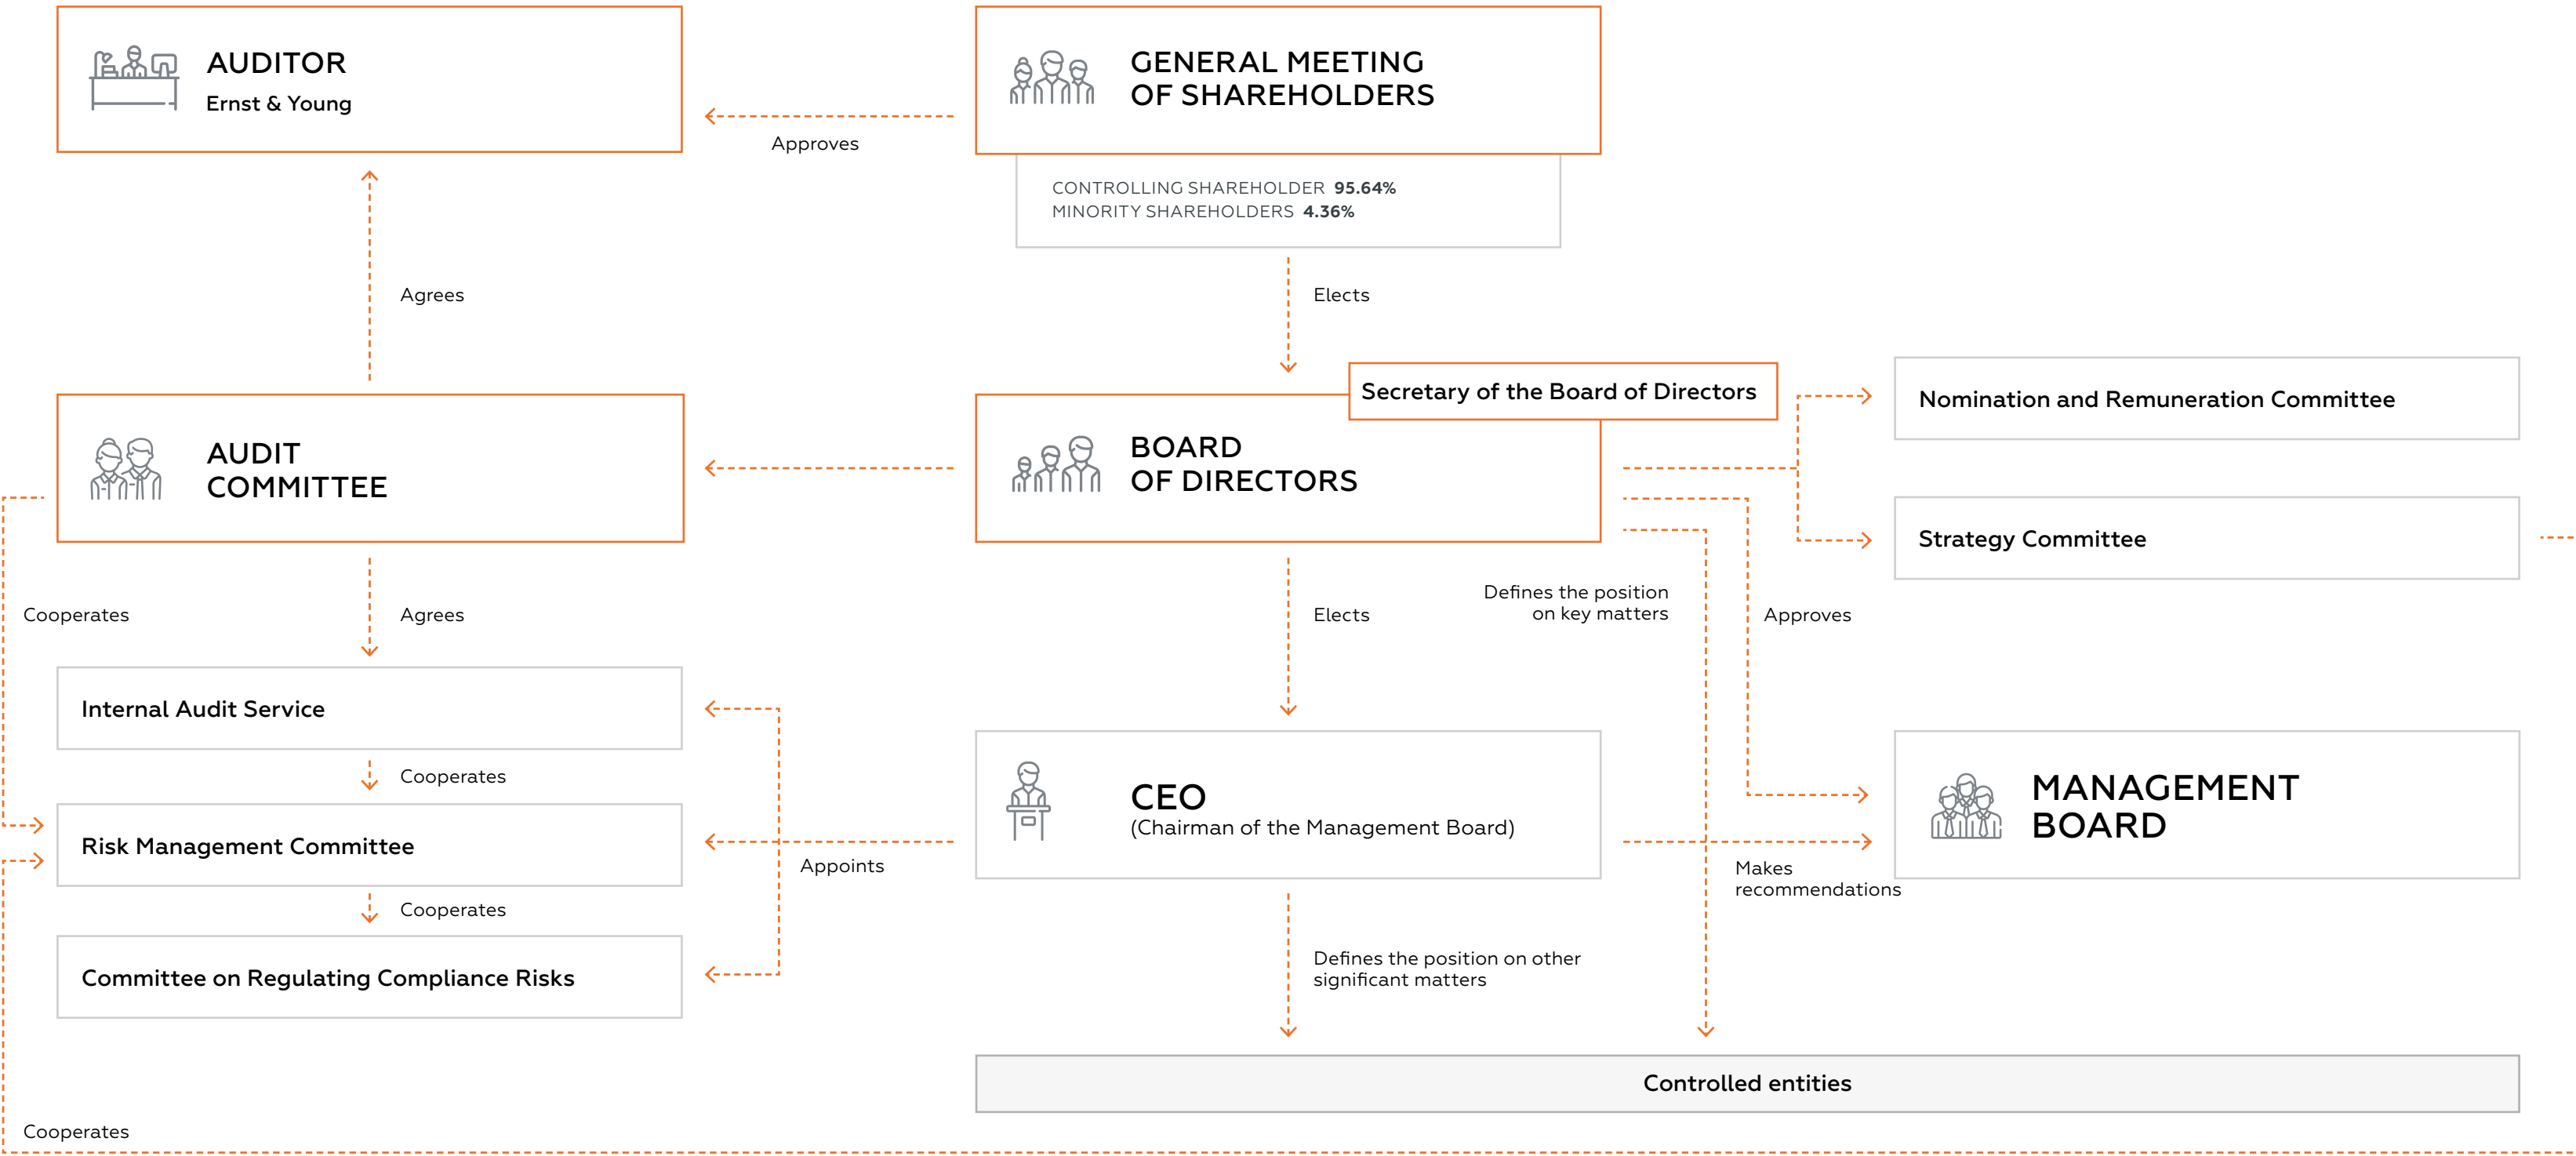 AUDITOR
Ernst & Young
GENERAL MEETING
OF SHAREHOLDERS
Approves
CONTROLLING SHAREHOLDER 95.64%
MINORITY SHAREHOLDERS 4.36%
Agrees
Elects
Secretary of the Board of Directors
Nomination and Remuneration Committee
AUDIT
COMMITTEE
BOARD
OF DIRECTORS
Strategy Committee
Cooperates
Agrees
Elects
Defines the position
on key matters
Approves
Internal Audit Service
Cooperates
Risk Management Committee
Appoints
CEO
(Chairman of the Management Board)
MANAGEMENT
BOARD
Makes
recommendations
Cooperates
Committee on Regulating Compliance Risks
Defines the position on other
significant matters
Controlled entities
Cooperates